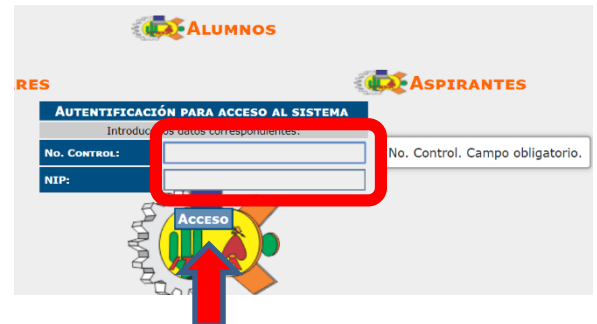 ALUMNOS
RES
ASPIRANTES
AUTENTIFICACIÓN PARA ACCESO AL SISTEMA
Introduc los datos correspondientes:
No. CONTROL:
No. Control. Campo obligatorio.
NIP:
ACCESO